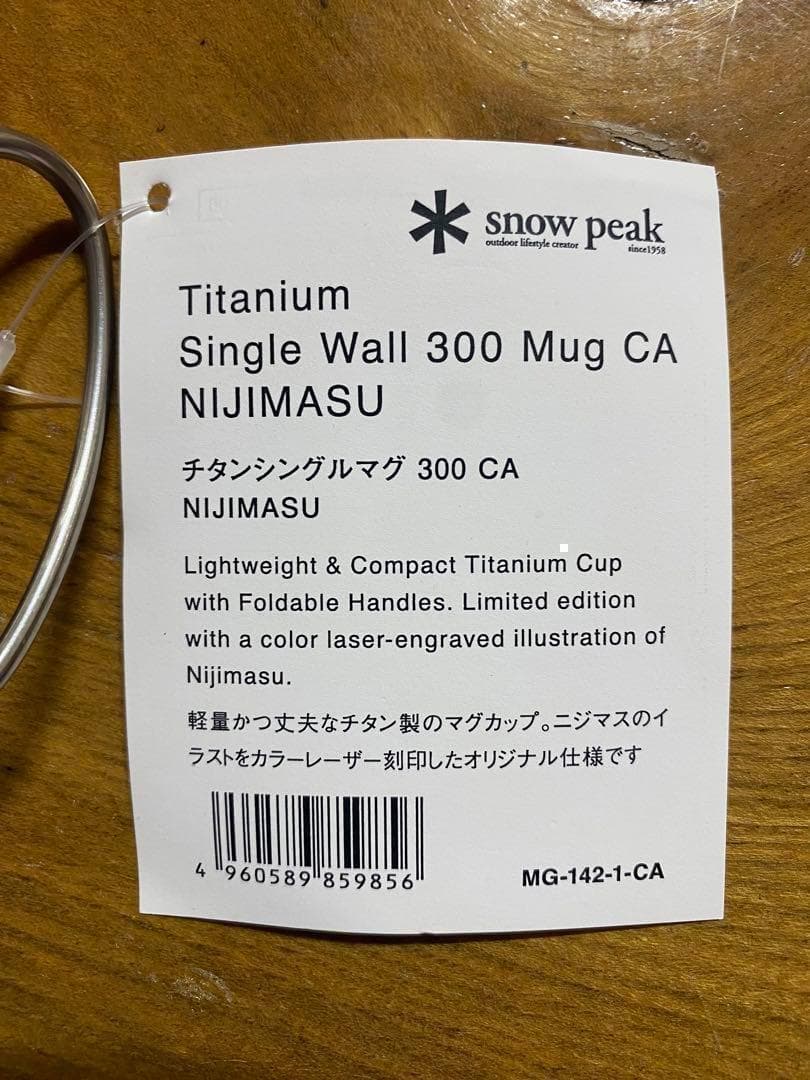 snow peak
outdoor lifestyle creator
since1958
Titanium
Single Wall 300 Mug CA
NIJIMASU
チタンシングルマグ 300 CA
NIJIMASU
Lightweight & Compact Titanium Cup
with Foldable Handles. Limited edition
with a color laser-engraved illustration of
Nijimasu.
軽量かつ丈夫なチタン製のマグカップ。ニジマスのイ
ラストをカラーレーザー刻印したオリジナル仕様です
4 960589 859856
MG-142-1-CA